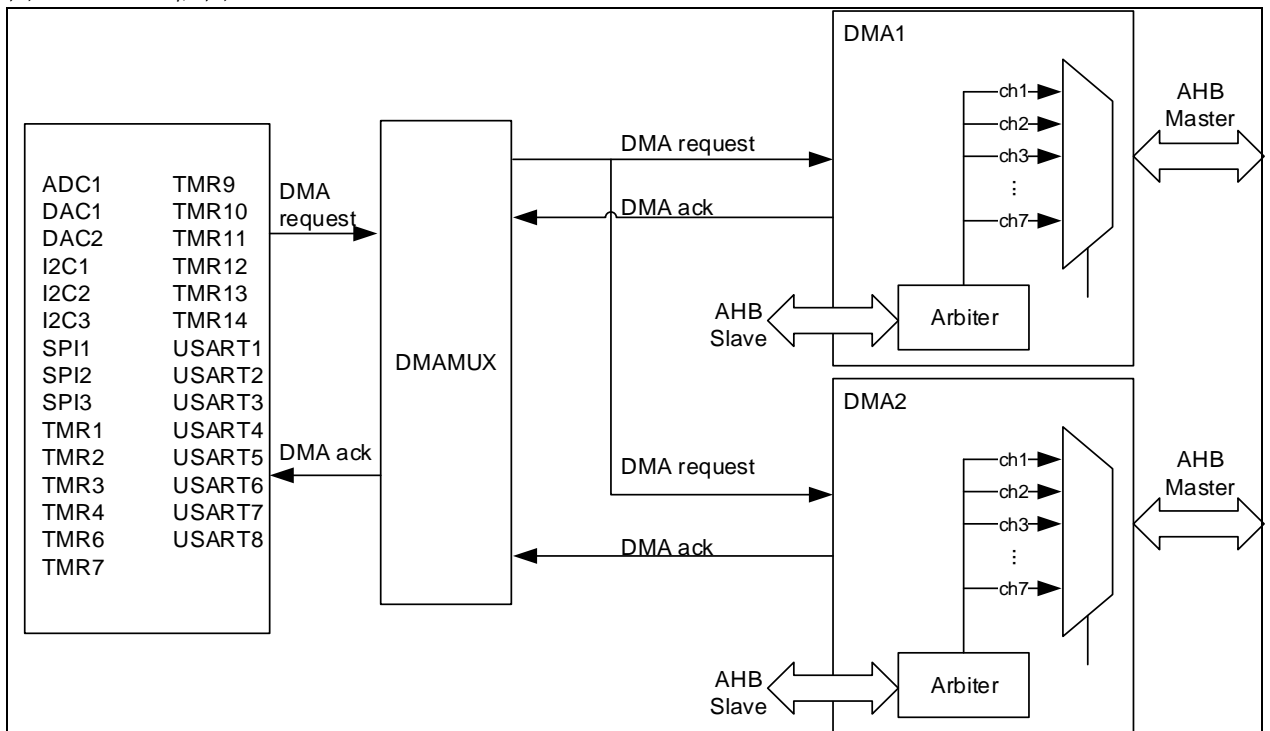 DMA1
ch1
ch2
ch3
...
ch7
AHB
Master
Arbiter
AHB
Slave
DMA request
DMA ack
ADC1
DAC1
DAC2
I2C1
I2C2
I2C3
SPI1
SPI2
SPI3
TMR1
TMR2
TMR3
TMR4
TMR6
TMR7
TMR9
TMR10
TMR11
TMR12
TMR13
TMR14
USART1
USART2
USART3
USART4
USART5
USART6
USART7
USART8
DMA
request
DMA ack
DMAMUX
DMA2
DMA request
DMA ack
ch1
ch2
ch3
...
ch7
AHB
Master
Arbiter
AHB
Slave